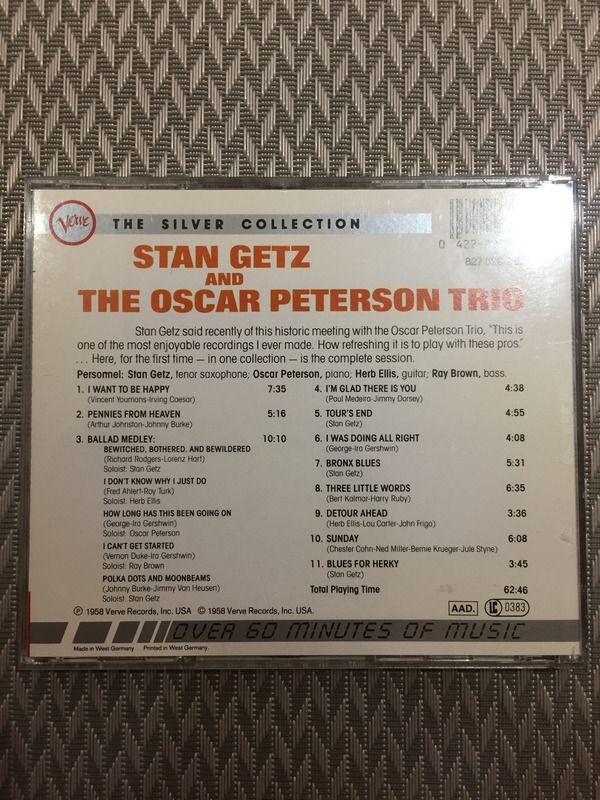 Verve
THE SILVER COLLECTION
STAN GETZ
AND
THE OSCAR PETERSON TRIO
Stan Getz said recently of this historic meeting with the Oscar Peterson Trio, "This is
one of the most enjoyable recordings I ever made. How refreshing it is to play with these pros."
... Here, for the first time — in one collection — is the complete session.
Personnel: Stan Getz, tenor saxophone; Oscar Peterson, piano; Herb Ellis, guitar; Ray Brown, bass.
1. I WANT TO BE HAPPY 7:35
(Vincent Youmans-Irving Caesar)
2. PENNIES FROM HEAVEN 5:16
(Arthur Johnston-Johnny Burke)
3. BALLAD MEDLEY: 10:10
BEWITCHED, BOTHERED, AND BEWILDERED
(Richard Rodgers-Lorenz Hart)
Soloist: Stan Getz
I DON'T KNOW WHY I JUST DO
(Fred Ahlert-Roy Turk)
Soloist: Herb Ellis
HOW LONG HAS THIS BEEN GOING ON
(George-Ira Gershwin)
Soloist: Oscar Peterson
I CAN'T GET STARTED
(Vernon Duke-Ira Gershwin)
Soloist: Ray Brown
POLKA DOTS AND MOONBEAMS
(Johnny Burke-Jimmy Van Heusen)
Soloist: Stan Getz
4. I'M GLAD THERE IS YOU 4:38
(Paul Madeira-Jimmy Dorsey)
5. TOUR'S END 4:55
(Stan Getz)
6. I WAS DOING ALL RIGHT 4:08
(George-Ira Gershwin)
7. BRONX BLUES 5:31
(Stan Getz)
8. THREE LITTLE WORDS 6:35
(Bert Kalmar-Harry Ruby)
9. DETOUR AHEAD 3:36
(Herb Ellis-Lou Carter-John Frigo)
10. SUNDAY 6:08
(Chester Cohn-Ned Miller-Bernie Krueger-Jule Styne)
11. BLUES FOR HERKY 3:45
(Stan Getz)
Total Playing Time 62:46
℗ 1958 Verve Records, Inc. USA © 1958 Verve Records, Inc. USA.
AAD. LC 0383
OVER 60 MINUTES OF MUSIC
Made in West Germany Printed in West Germany.